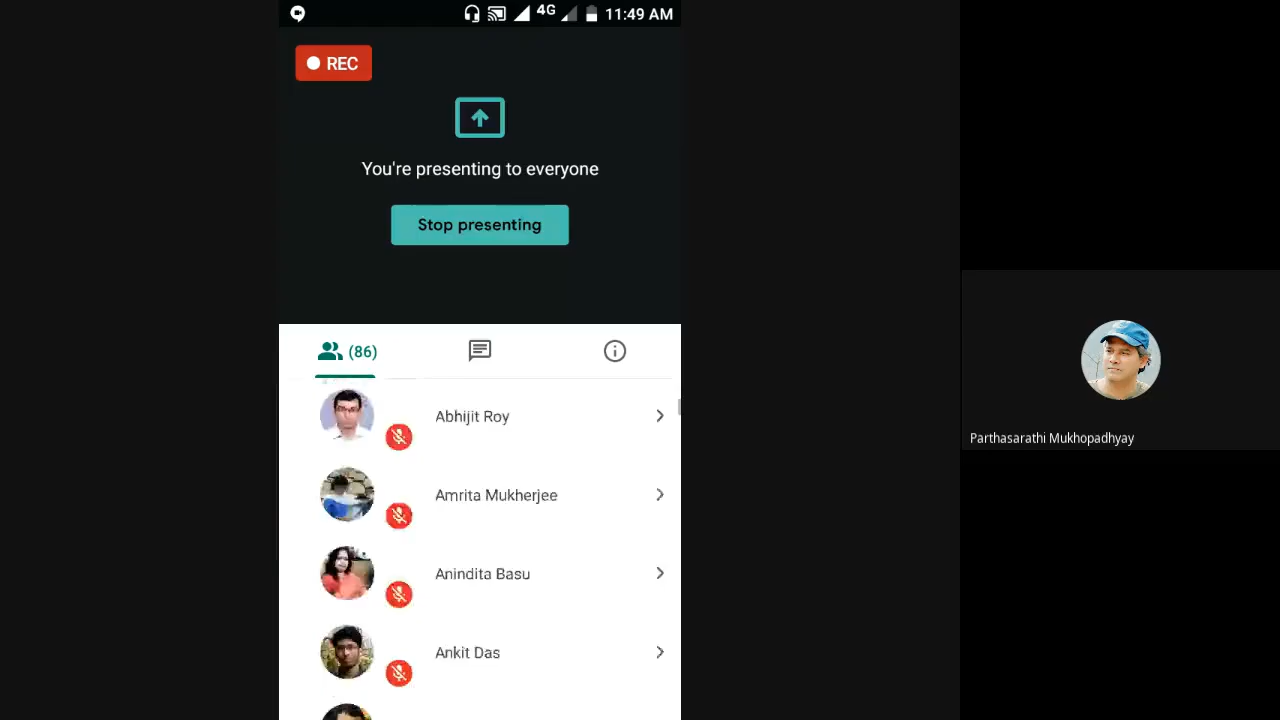 4G 11:49 AM
REC
You're presenting to everyone
Stop presenting
(86)
Abhijit Roy
Amrita Mukherjee
Anindita Basu
Ankit Das
Parthasarathi Mukhopadhyay